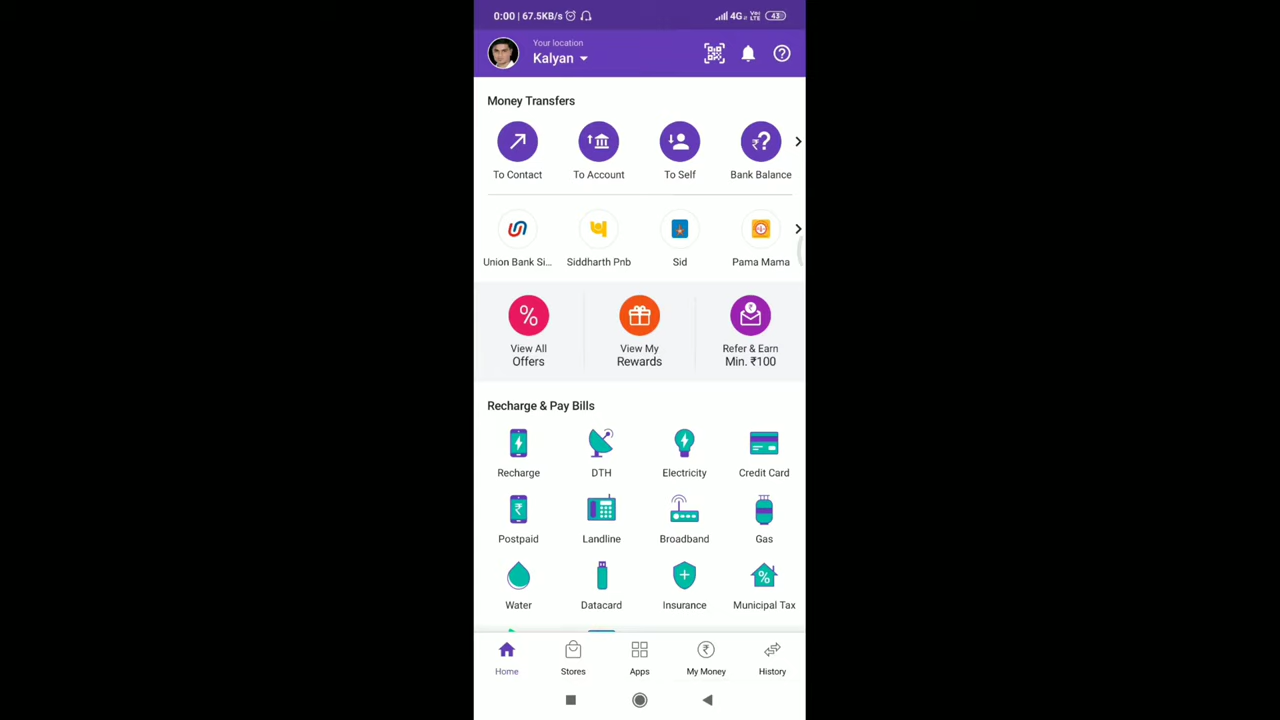 0:00 | 67.5KB/s
4G
Vo LTE
43
Your location
Kalyan
Money Transfers
To Contact
To Account
To Self
Bank Balance
Union Bank Si...
Siddharth Pnb
Sid
Pama Mama
View All
Offers
View My
Rewards
Refer & Earn
Min. ₹100
Recharge & Pay Bills
Recharge
DTH
Electricity
Credit Card
Postpaid
Landline
Broadband
Gas
Water
Datacard
Insurance
Municipal Tax
Home
Stores
Apps
My Money
History